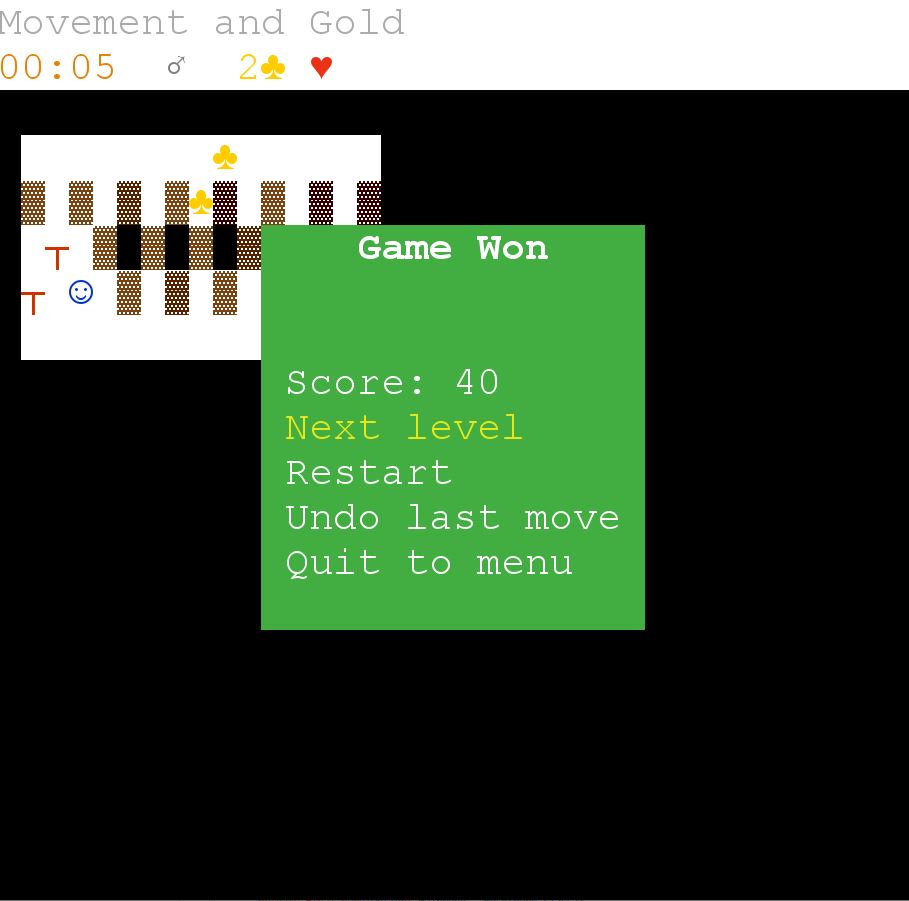 Movement and Gold
00:05 ♂ 2♣ ♥
Game Won
Score: 40
Next level
Restart
Undo last move
Quit to menu